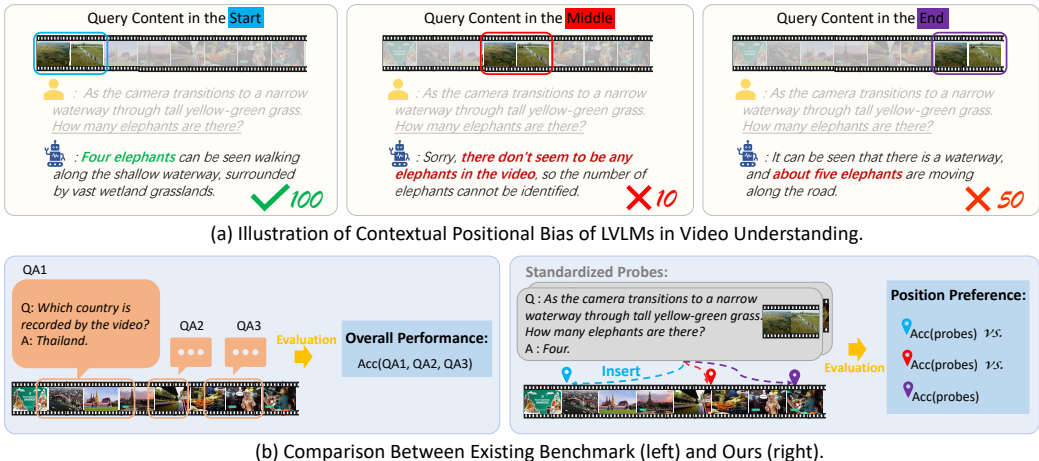 Query Content in the Start
: As the camera transitions to a narrow
waterway through tall yellow-green grass.
How many elephants are there?
: Four elephants can be seen walking
along the shallow waterway, surrounded
by vast wetland grasslands.
100
Query Content in the Middle
: As the camera transitions to a narrow
waterway through tall yellow-green grass.
How many elephants are there?
: Sorry, there don't seem to be any
elephants in the video, so the number of
elephants cannot be identified.
10
Query Content in the End
: As the camera transitions to a narrow
waterway through tall yellow-green grass.
How many elephants are there?
: It can be seen that there is a waterway,
and about five elephants are moving
along the road.
50
(a) Illustration of Contextual Positional Bias of LVLMs in Video Understanding.
QA1
Q: Which country is
recorded by the video?
A: Thailand.
QA2
QA3
Evaluation
Overall Performance:
Acc(QA1, QA2, QA3)
Standardized Probes:
Q : As the camera transitions to a narrow
waterway through tall yellow-green grass.
How many elephants are there?
A : Four.
Insert
Evaluation
Position Preference:
Acc(probes) vs.
Acc(probes) vs.
Acc(probes)
(b) Comparison Between Existing Benchmark (left) and Ours (right).